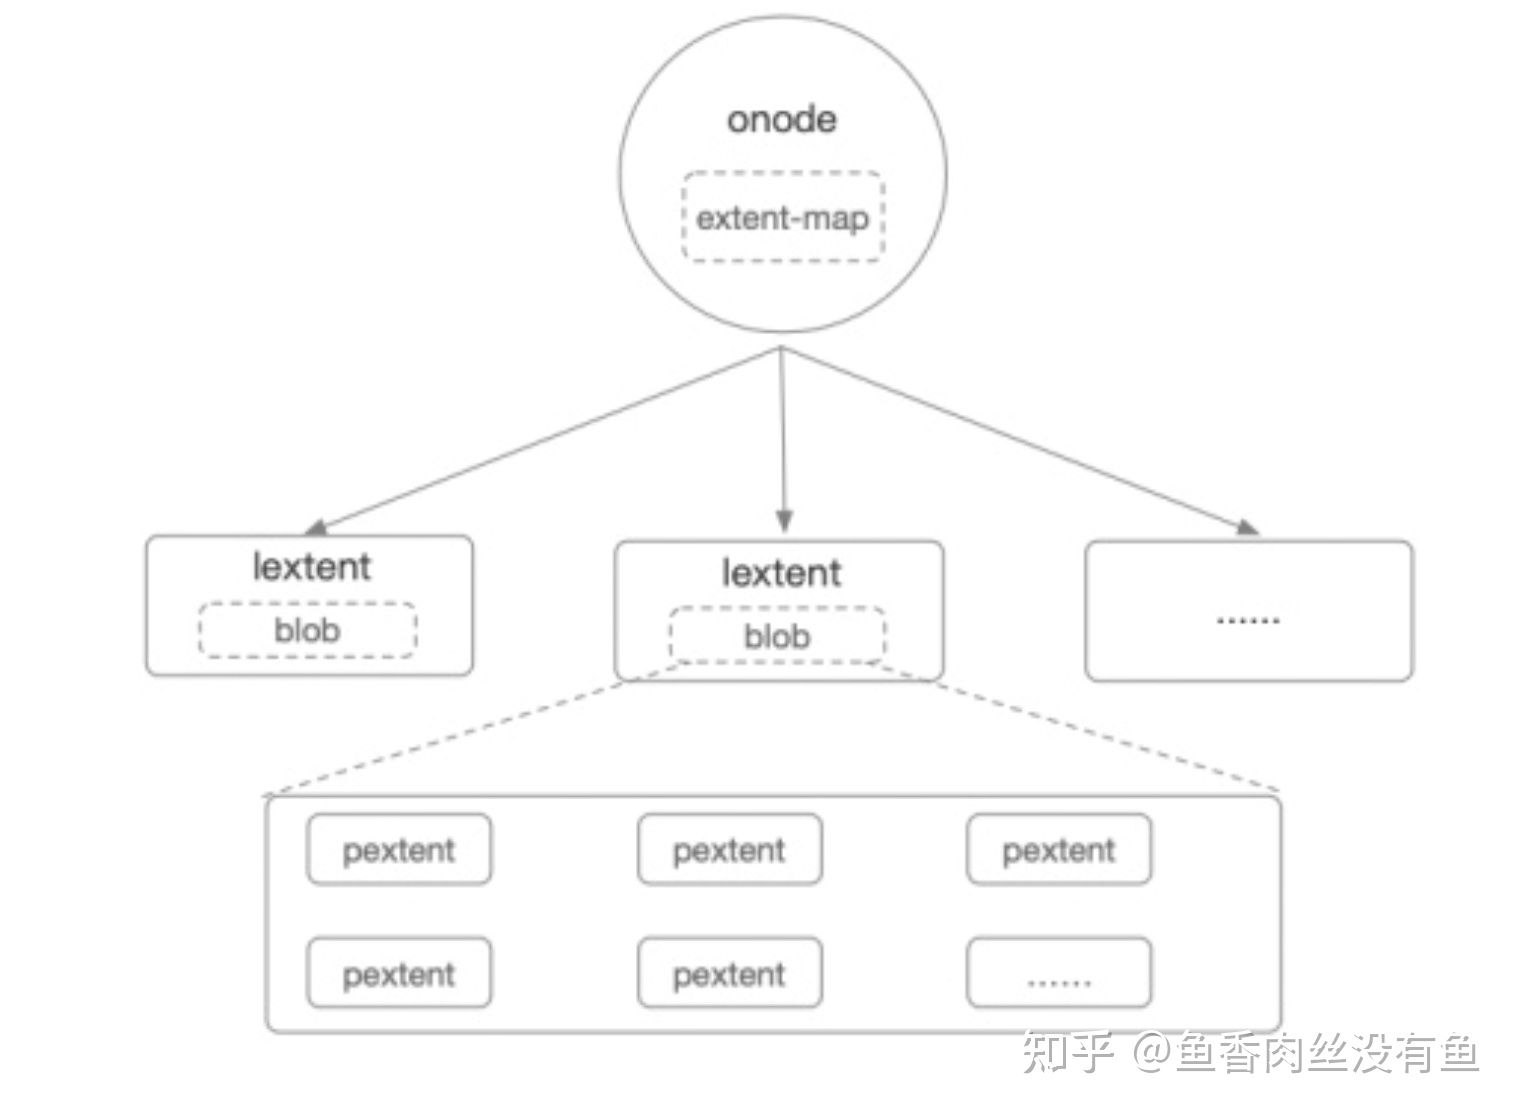 onode
extent-map
lextent
blob
lextent
blob
......
pextent
pextent
pextent
pextent
pextent
......
知乎 @鱼香肉丝没有鱼